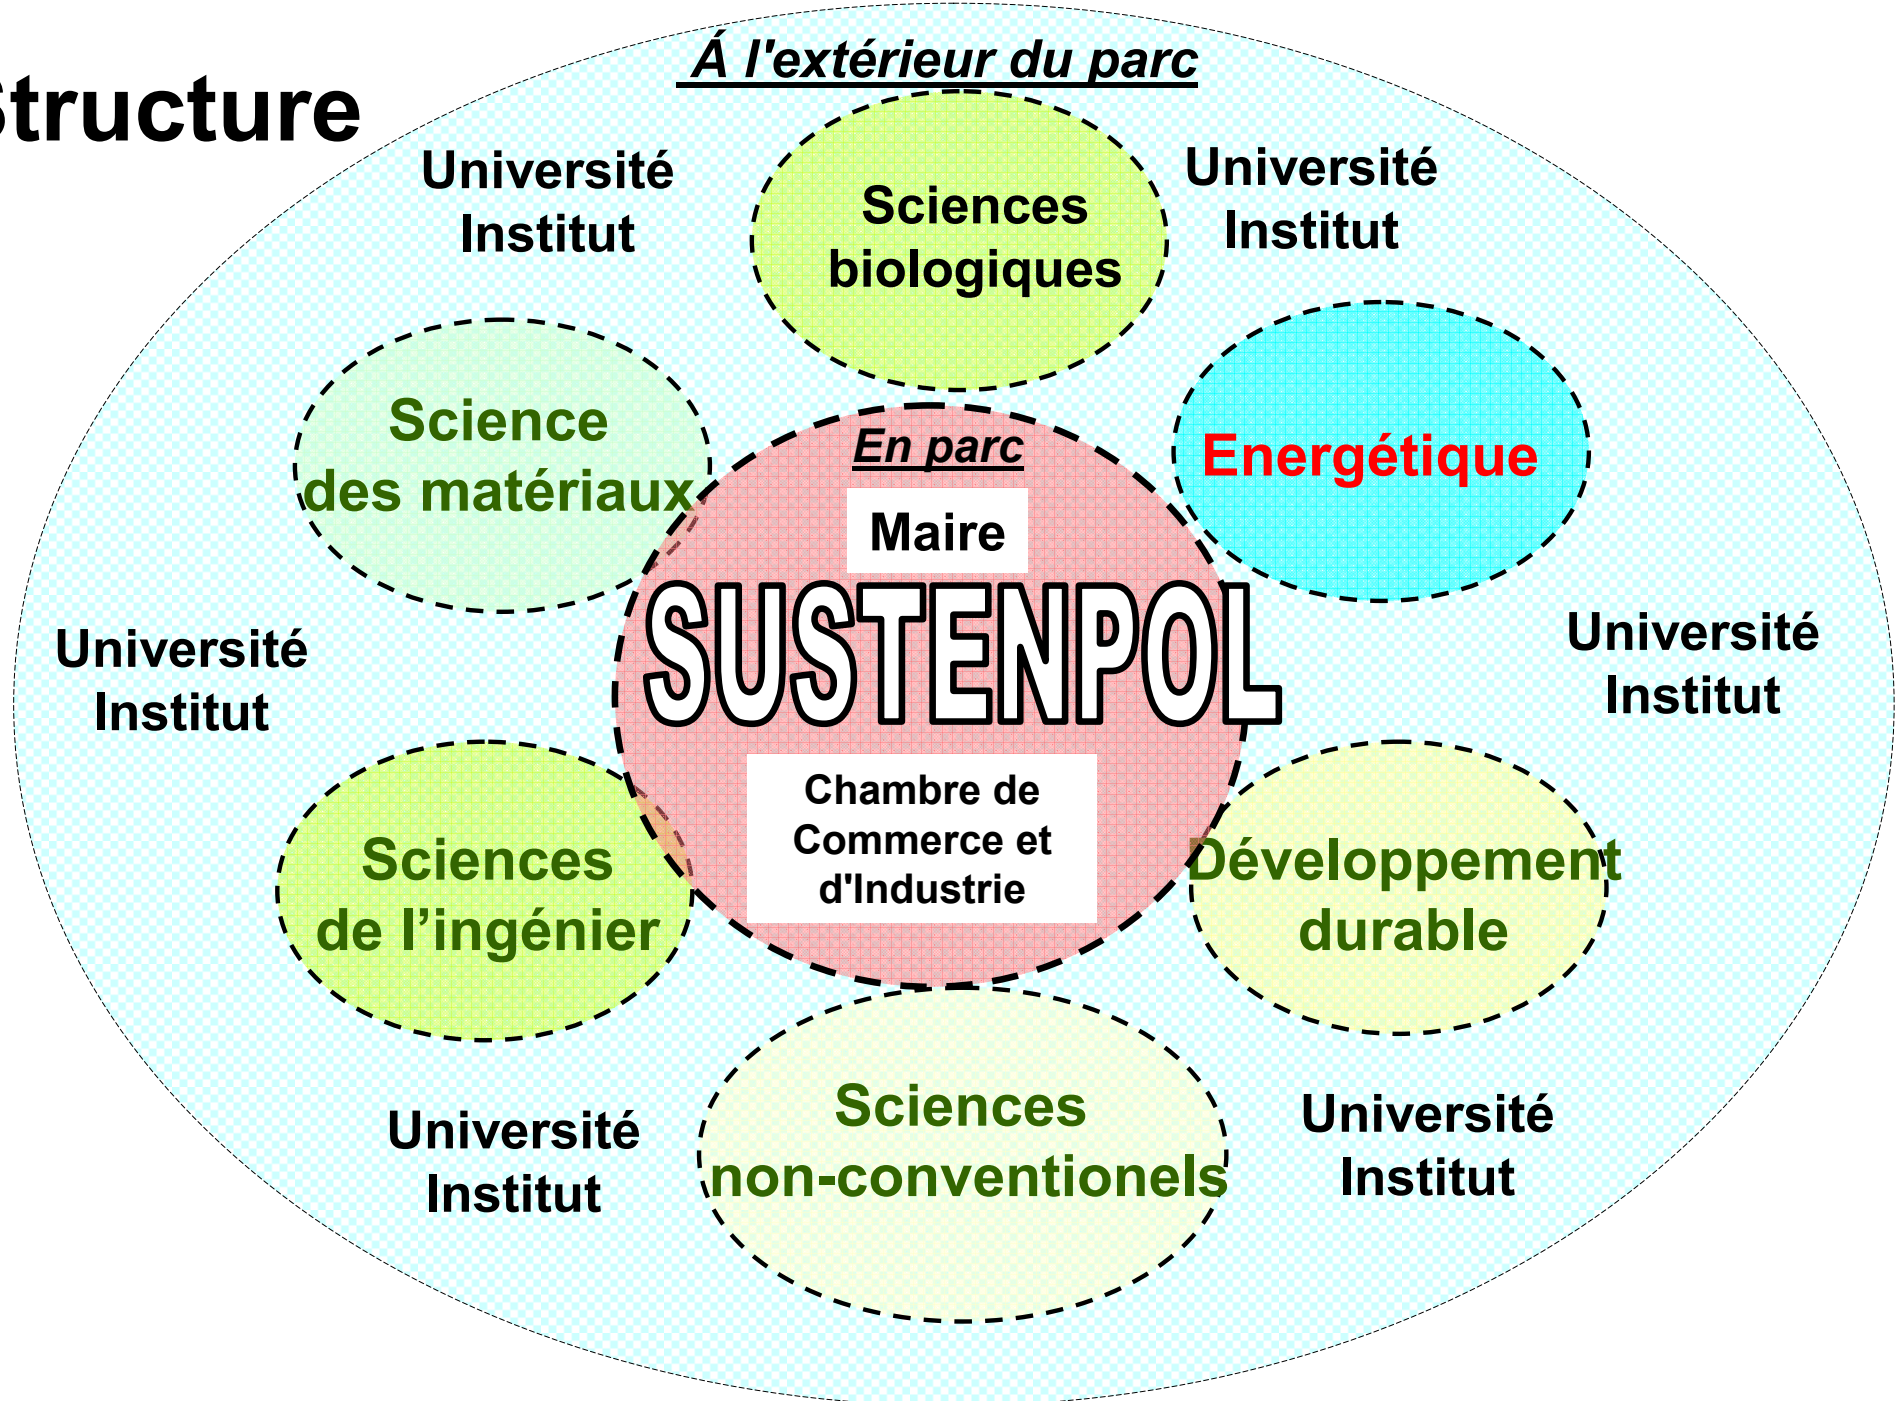 Structure
Á l'extérieur du parc
Université
Institut
Sciences
biologiques
Université
Institut
Science
des matériaux
En parc
Energétique
Maire
SUSTENPOL
Université
Institut
Université
Institut
Chambre de
Commerce et
d'Industrie
Sciences
de l’ingénier
Développement
durable
Sciences
non-conventionels
Université
Institut
Université
Institut